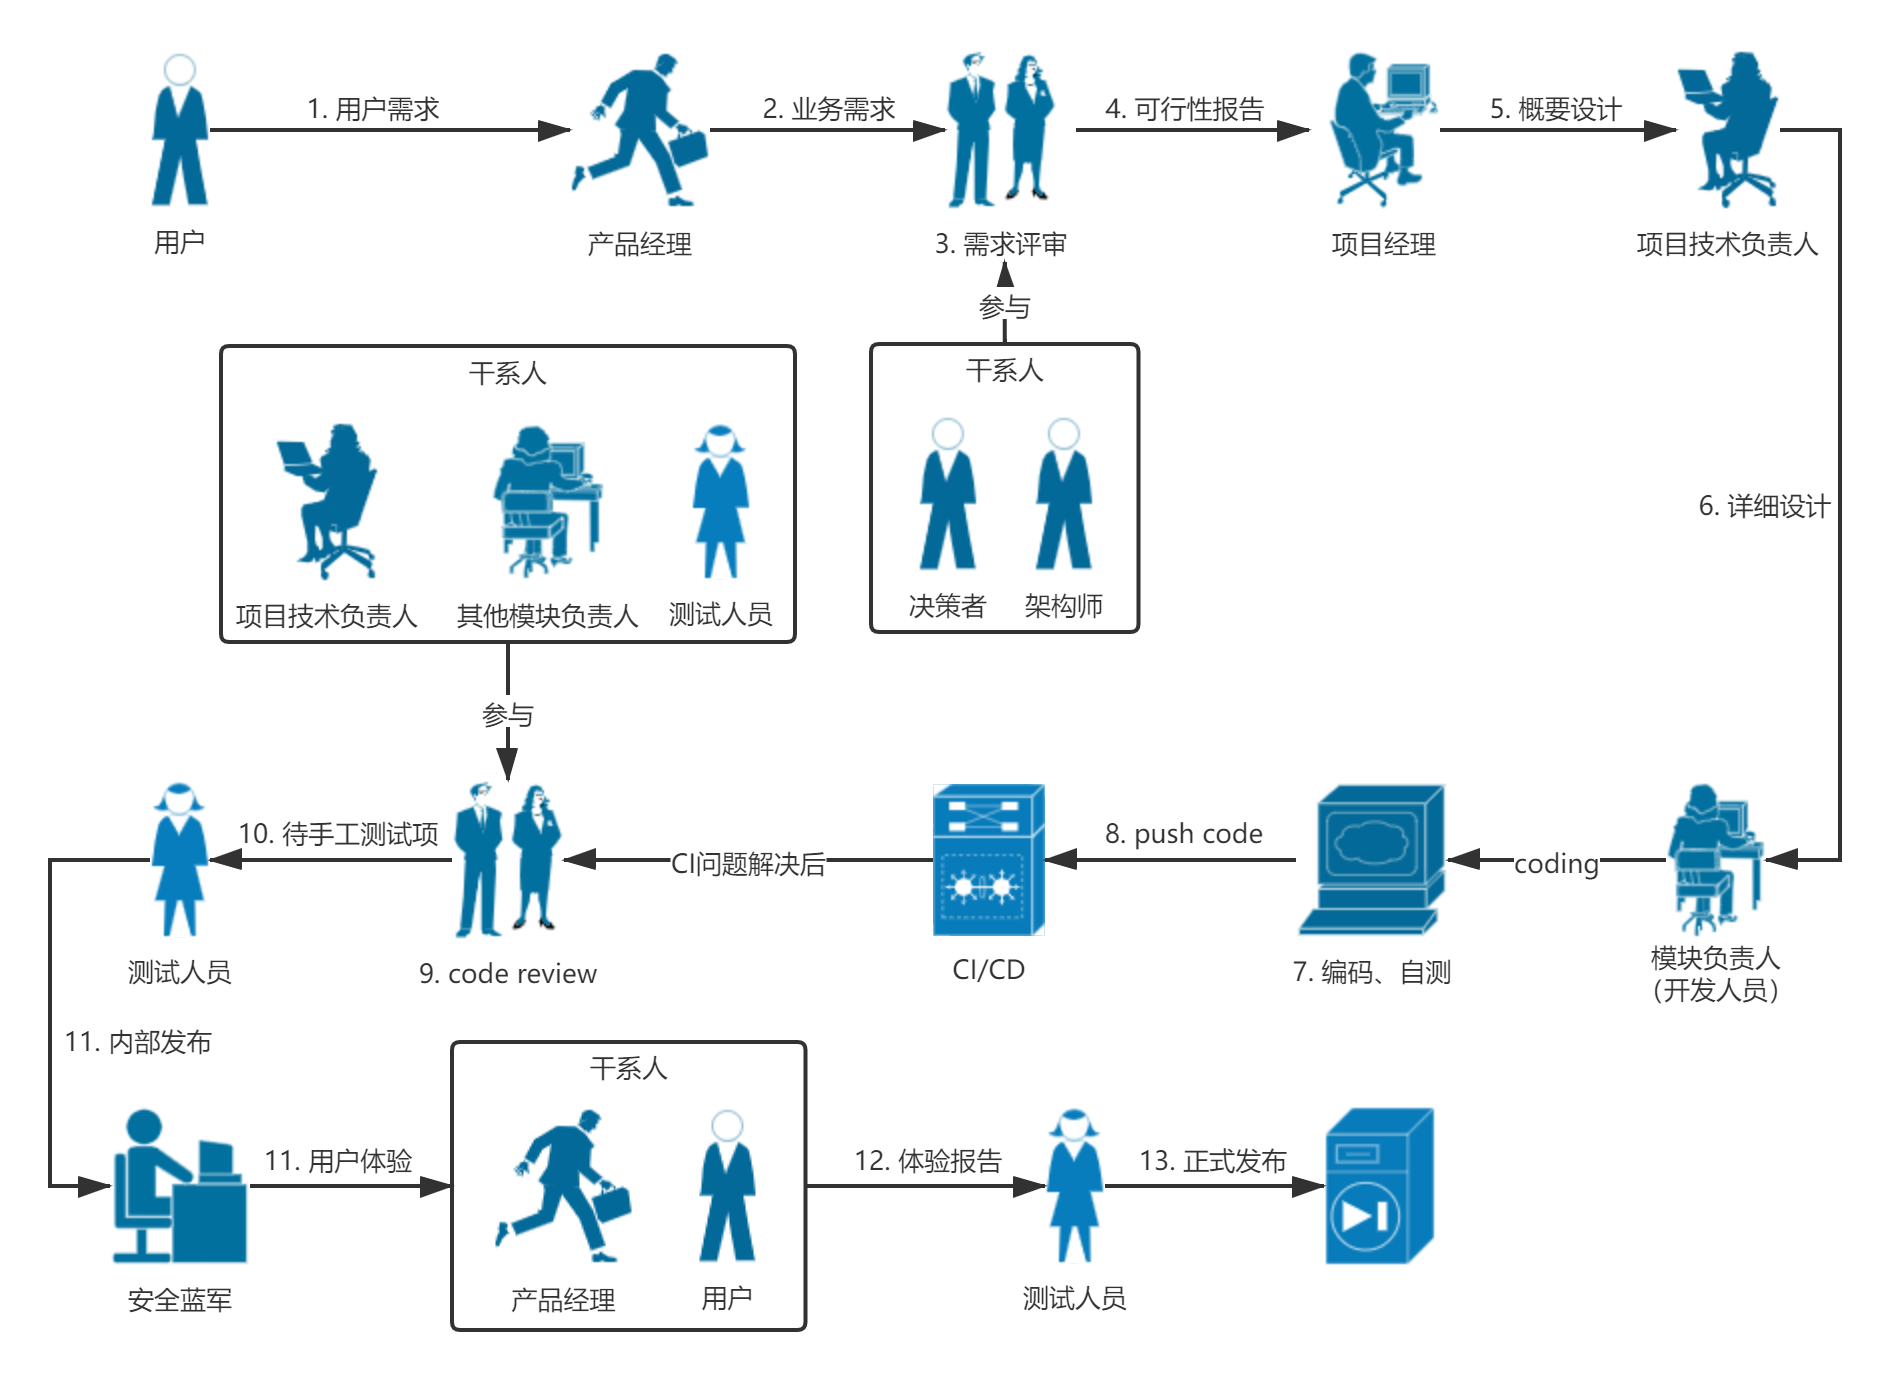 1. 用户需求
2. 业务需求
4. 可行性报告
5. 概要设计
用户
产品经理
3. 需求评审
项目经理
项目技术负责人
参与
干系人
干系人
6. 详细设计
项目技术负责人
其他模块负责人
测试人员
决策者
架构师
参与
10. 待手工测试项
CI问题解决后
8. push code
coding
测试人员
9. code review
CI/CD
7. 编码、自测
模块负责人
（开发人员）
11. 内部发布
干系人
11. 用户体验
12. 体验报告
13. 正式发布
安全蓝军
产品经理
用户
测试人员